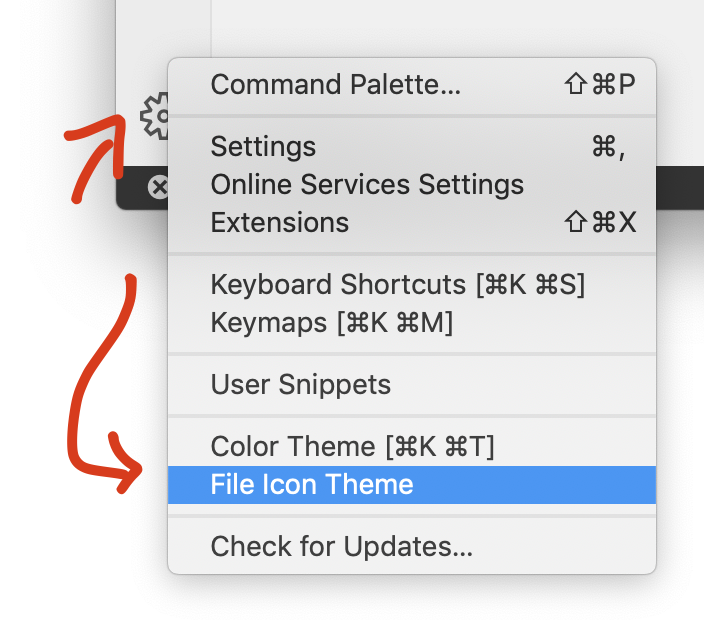 Command Palette... ⇧⌘P
Settings ⌘,
Online Services Settings
Extensions ⇧⌘X
Keyboard Shortcuts [⌘K ⌘S]
Keymaps [⌘K ⌘M]
User Snippets
Color Theme [⌘K ⌘T]
File Icon Theme
Check for Updates...